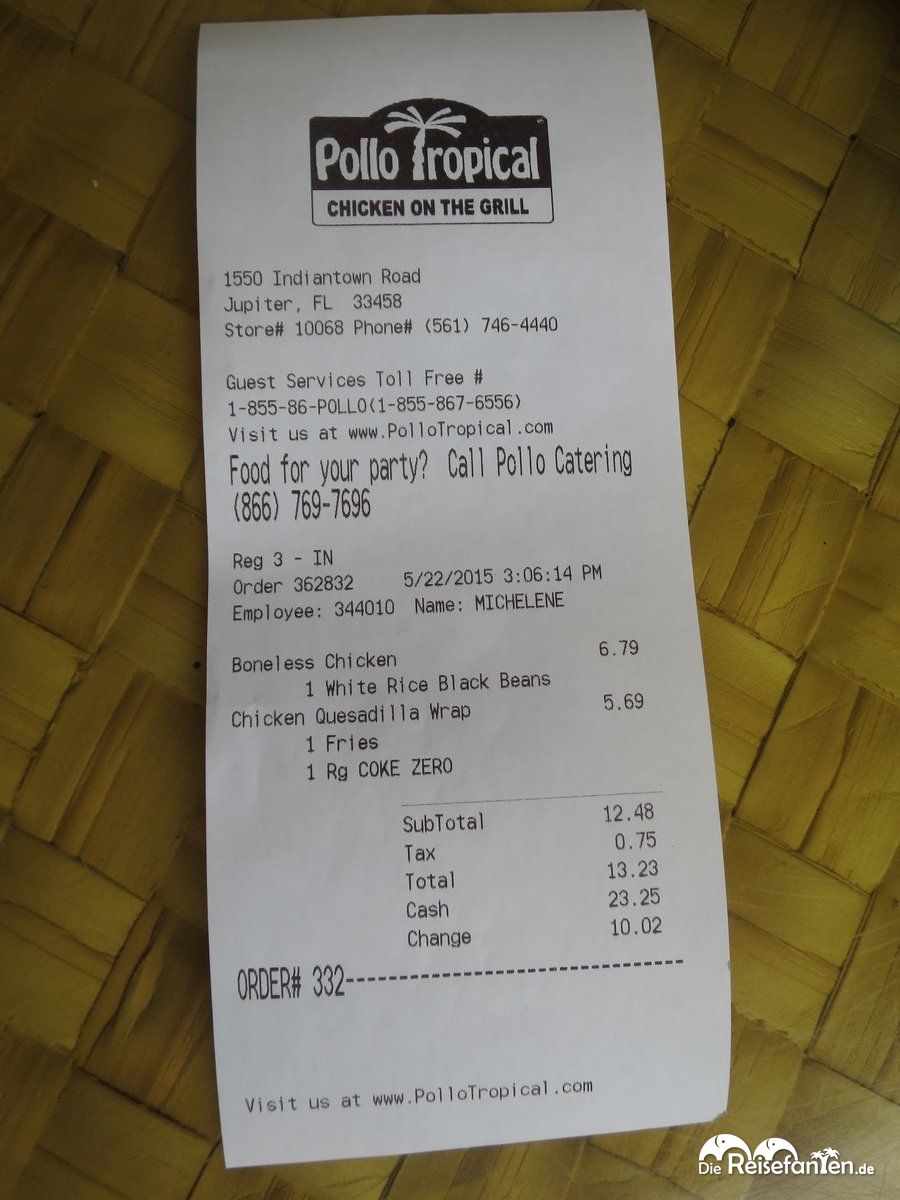 Pollo Tropical
CHICKEN ON THE GRILL
1550 Indiantown Road
Jupiter, FL 33458
Store# 10068 Phone# (561) 746-4440
Guest Services Toll Free #
1-855-86-POLLO(1-855-867-6556)
Visit us at www.PolloTropical.com
Food for your party? Call Pollo Catering
(866) 769-7696
Reg 3 - IN
Order 362832 5/22/2015 3:06:14 PM
Employee: 344010 Name: MICHELENE
Boneless Chicken 6.79
1 White Rice Black Beans
Chicken Quesadilla Wrap 5.69
1 Fries
1 Rg COKE ZERO
SubTotal 12.48
Tax 0.75
Total 13.23
Cash 23.25
Change 10.02
ORDER# 332--------------------------------
Visit us at www.PolloTropical.com
Die Reisefanten.de